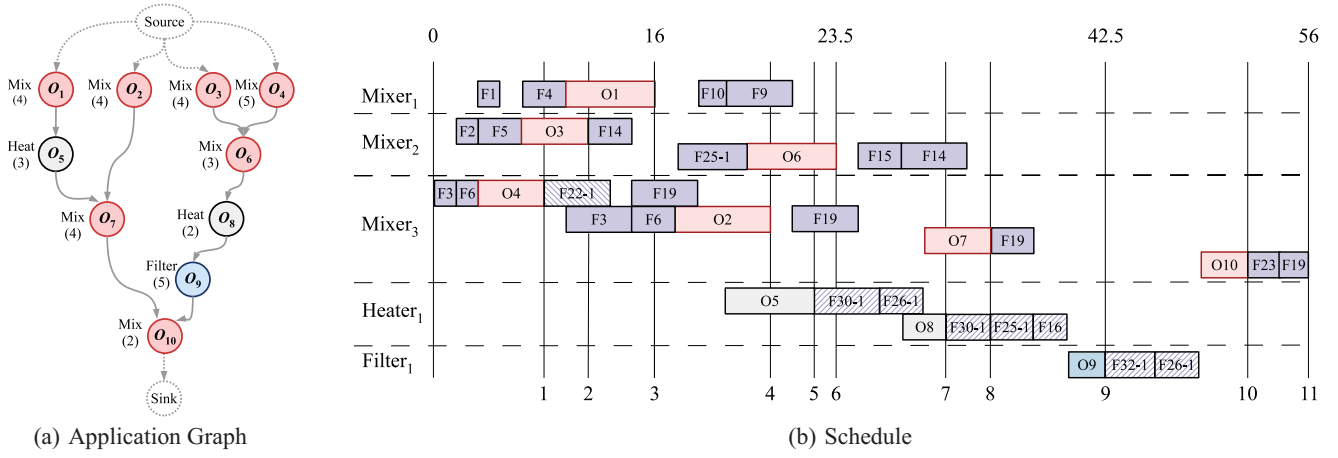 Source
Mix (4) O1
Mix (4) O2
Mix (4) O3
Mix (5) O4
Heat (3) O5
Mix (3) O6
Mix (4) O7
Heat (2) O8
Filter (5) O9
Mix (2) O10
Sink
(a) Application Graph
0 16 23.5 42.5 56
Mixer1 F1 F4 O1 F10 F9
Mixer2 F2 F5 O3 F14
F25-1 O6 F15 F14
Mixer3 F3 F6 O4 F22-1 F19
F3 F6 O2 F19
O7 F19
O10 F23 F19
Heater1 O5 F30-1 F26-1
O8 F30-1 F25-1 F16
Filter1 O9 F32-1 F26-1
1 2 3 4 5 6 7 8 9 10 11
(b) Schedule